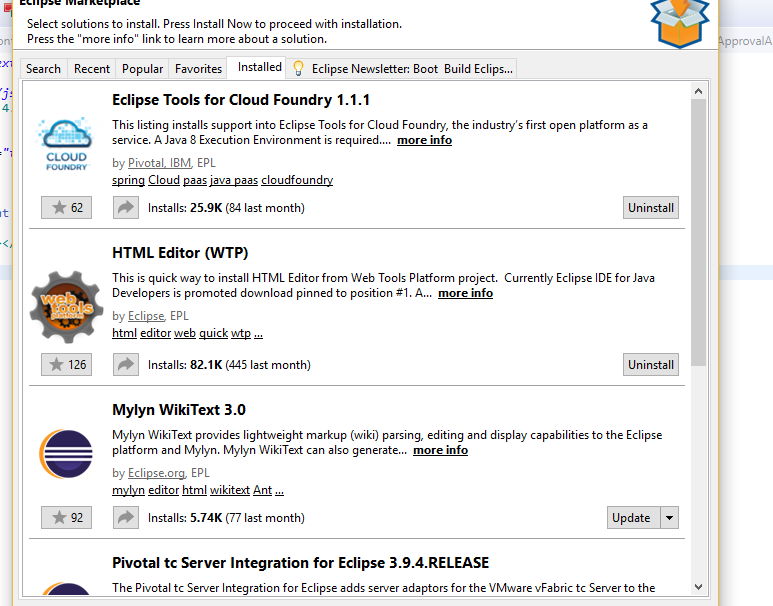 Eclipse Marketplace
Select solutions to install. Press Install Now to proceed with installation.
Press the "more info" link to learn more about a solution.
ApprovalA
Search Recent Popular Favorites Installed Eclipse Newsletter: Boot Build Eclips...
Eclipse Tools for Cloud Foundry 1.1.1
This listing installs support into Eclipse Tools for Cloud Foundry, the industry's first open platform as a
service. A Java 8 Execution Environment is required.... more info
CLOUD
FOUNDRY
by Pivotal, IBM, EPL
spring Cloud paas java paas cloudfoundry
62 Installs: 25.9K (84 last month) Uninstall
HTML Editor (WTP)
This is quick way to install HTML Editor from Web Tools Platform project. Currently Eclipse IDE for Java
Developers is promoted download pinned to position #1. A... more info
web
tools
platform
by Eclipse, EPL
html editor web quick wtp ...
126 Installs: 82.1K (445 last month) Uninstall
Mylyn WikiText 3.0
Mylyn WikiText provides lightweight markup (wiki) parsing, editing and display capabilities to the Eclipse
platform and Mylyn. Mylyn WikiText can also generate... more info
by Eclipse.org, EPL
mylyn editor html wikitext Ant ...
92 Installs: 5.74K (77 last month) Update
Pivotal tc Server Integration for Eclipse 3.9.4.RELEASE
The Pivotal tc Server Integration for Eclipse adds server adaptors for the VMware vFabric tc Server to the